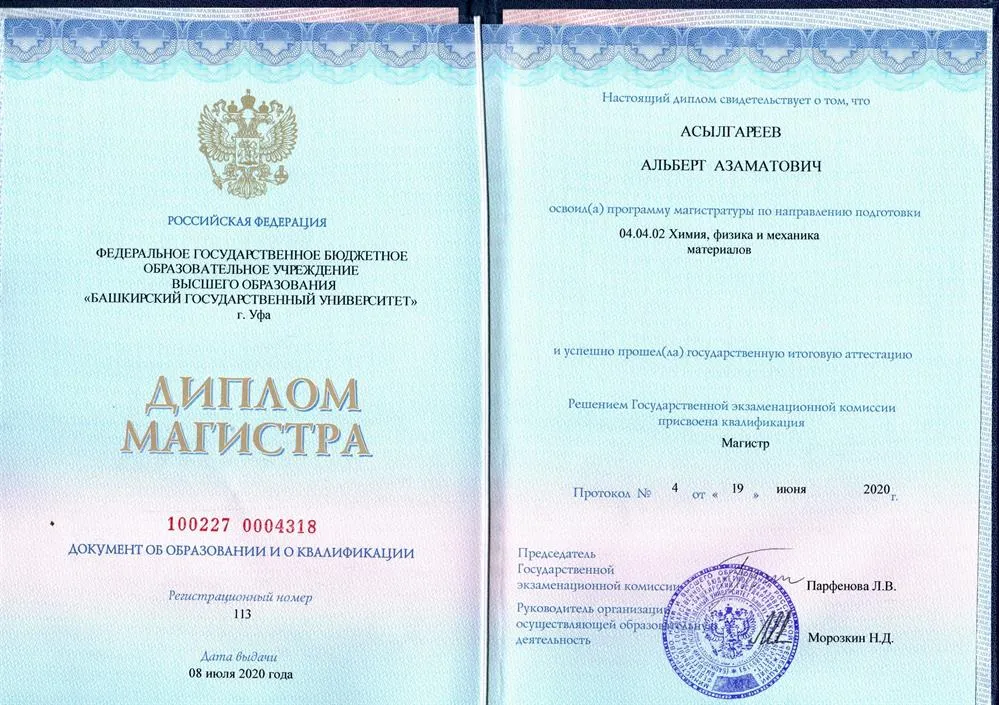 РОССИЙСКАЯ ФЕДЕРАЦИЯ
ФЕДЕРАЛЬНОЕ ГОСУДАРСТВЕННОЕ БЮДЖЕТНОЕ
ОБРАЗОВАТЕЛЬНОЕ УЧРЕЖДЕНИЕ
ВЫСШЕГО ОБРАЗОВАНИЯ
«БАШКИРСКИЙ ГОСУДАРСТВЕННЫЙ УНИВЕРСИТЕТ»
г. Уфа
ДИПЛОМ
МАГИСТРА
100227 0004318
ДОКУМЕНТ ОБ ОБРАЗОВАНИИ И О КВАЛИФИКАЦИИ
Регистрационный номер
113
Дата выдачи
08 июля 2020 года
Настоящий диплом свидетельствует о том, что
АСЫЛГАРЕЕВ
АЛЬБЕРТ АЗАМАТОВИЧ
освоил(а) программу магистратуры по направлению подготовки
04.04.02 Химия, физика и механика
материалов
и успешно прошел(ла) государственную итоговую аттестацию
Решением Государственной экзаменационной комиссии
присвоена квалификация
Магистр
Протокол № 4 от « 19 » июня 2020 г.
Председатель
Государственной
экзаменационной комиссии Парфенова Л.В.
Руководитель организации,
осуществляющей образовательную
деятельность Морозкин Н.Д.